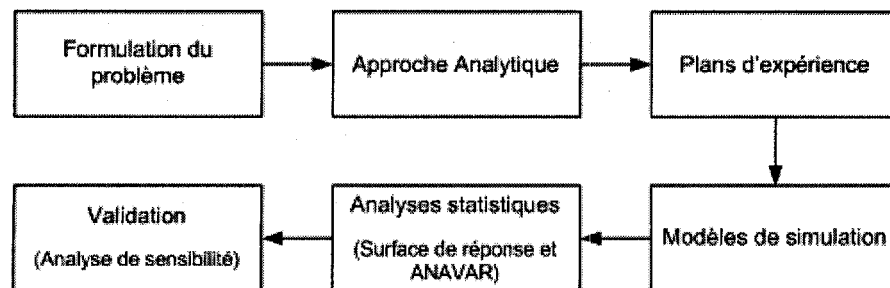 Formulation du
problème
Approche Analytique
Plans d'expérience
Modèles de simulation
Analyses statistiques
(Surface de réponse et
ANAVAR)
Validation
(Analyse de sensibilité)